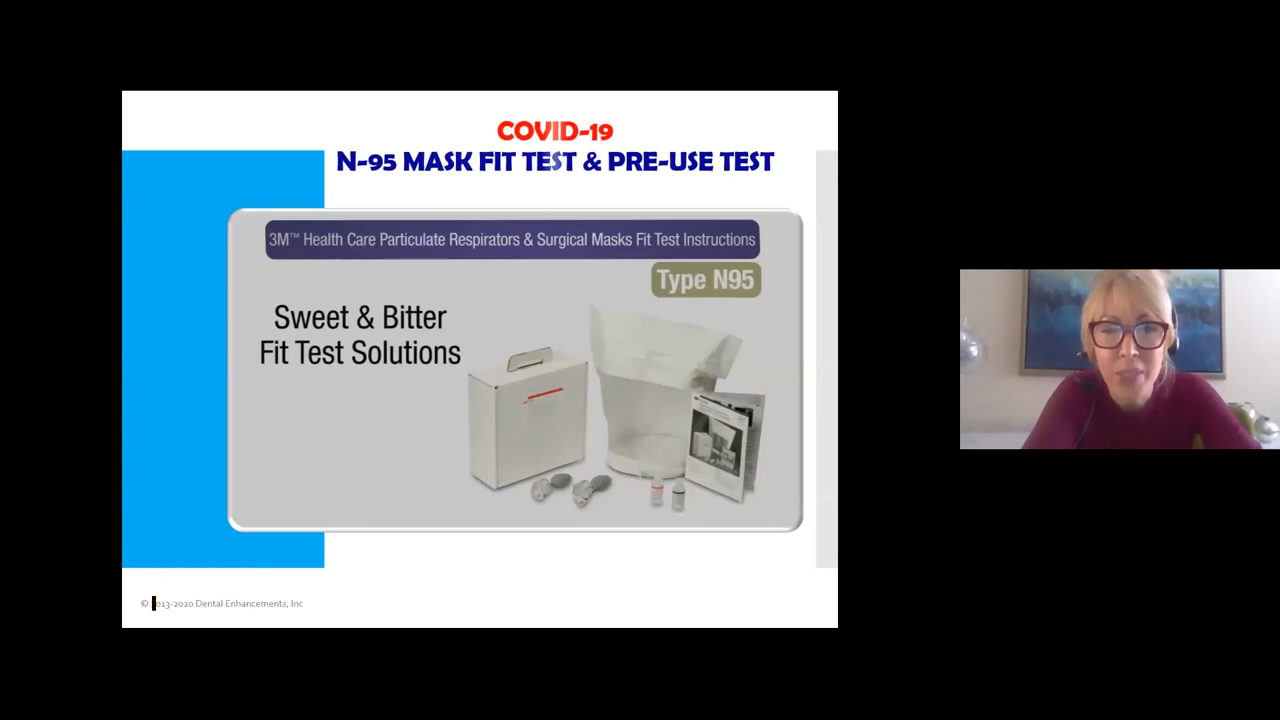 COVID-19
N-95 MASK FIT TEST & PRE-USE TEST
3M™ Health Care Particulate Respirators & Surgical Masks Fit Test Instructions
Type N95
Sweet & Bitter
Fit Test Solutions
© 2013-2020 Dental Enhancements, Inc